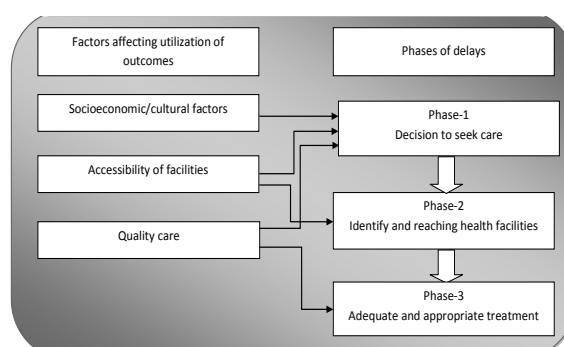 Factors affecting utilization of
outcomes
Phases of delays
Socioeconomic/cultural factors
Phase-1
Decision to seek care
Accessibility of facilities
Phase-2
Identify and reaching health facilities
Quality care
Phase-3
Adequate and appropriate treatment